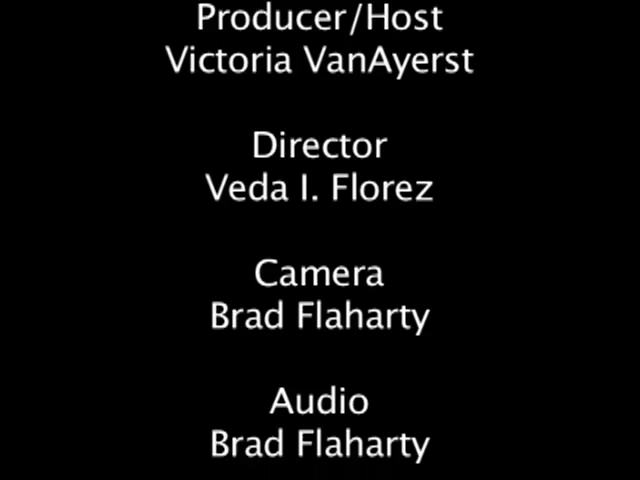 Producer/Host
Victoria VanAyerst
Director
Veda I. Florez
Camera
Brad Flaharty
Audio
Brad Flaharty